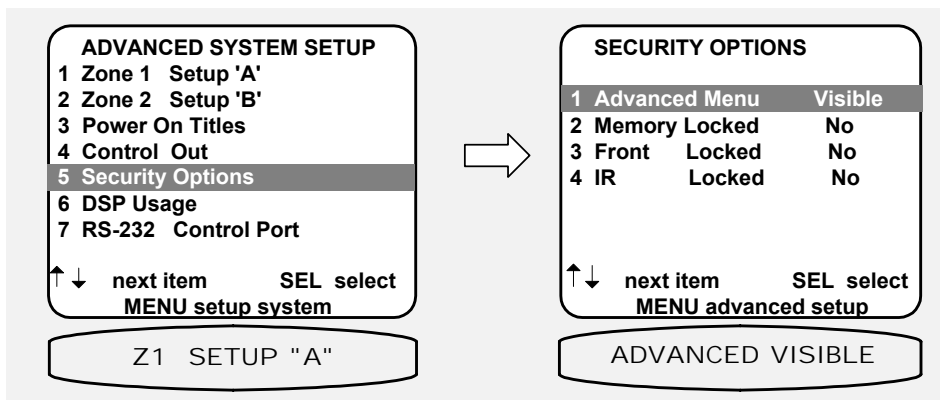 ADVANCED SYSTEM SETUP
1 Zone 1 Setup 'A'
2 Zone 2 Setup 'B'
3 Power On Titles
4 Control Out
5 Security Options
6 DSP Usage
7 RS-232 Control Port
↑ ↓ next item SEL select
MENU setup system
Z1 SETUP "A"
SECURITY OPTIONS
1 Advanced Menu Visible
2 Memory Locked No
3 Front Locked No
4 IR Locked No
↑ ↓ next item SEL select
MENU advanced setup
ADVANCED VISIBLE